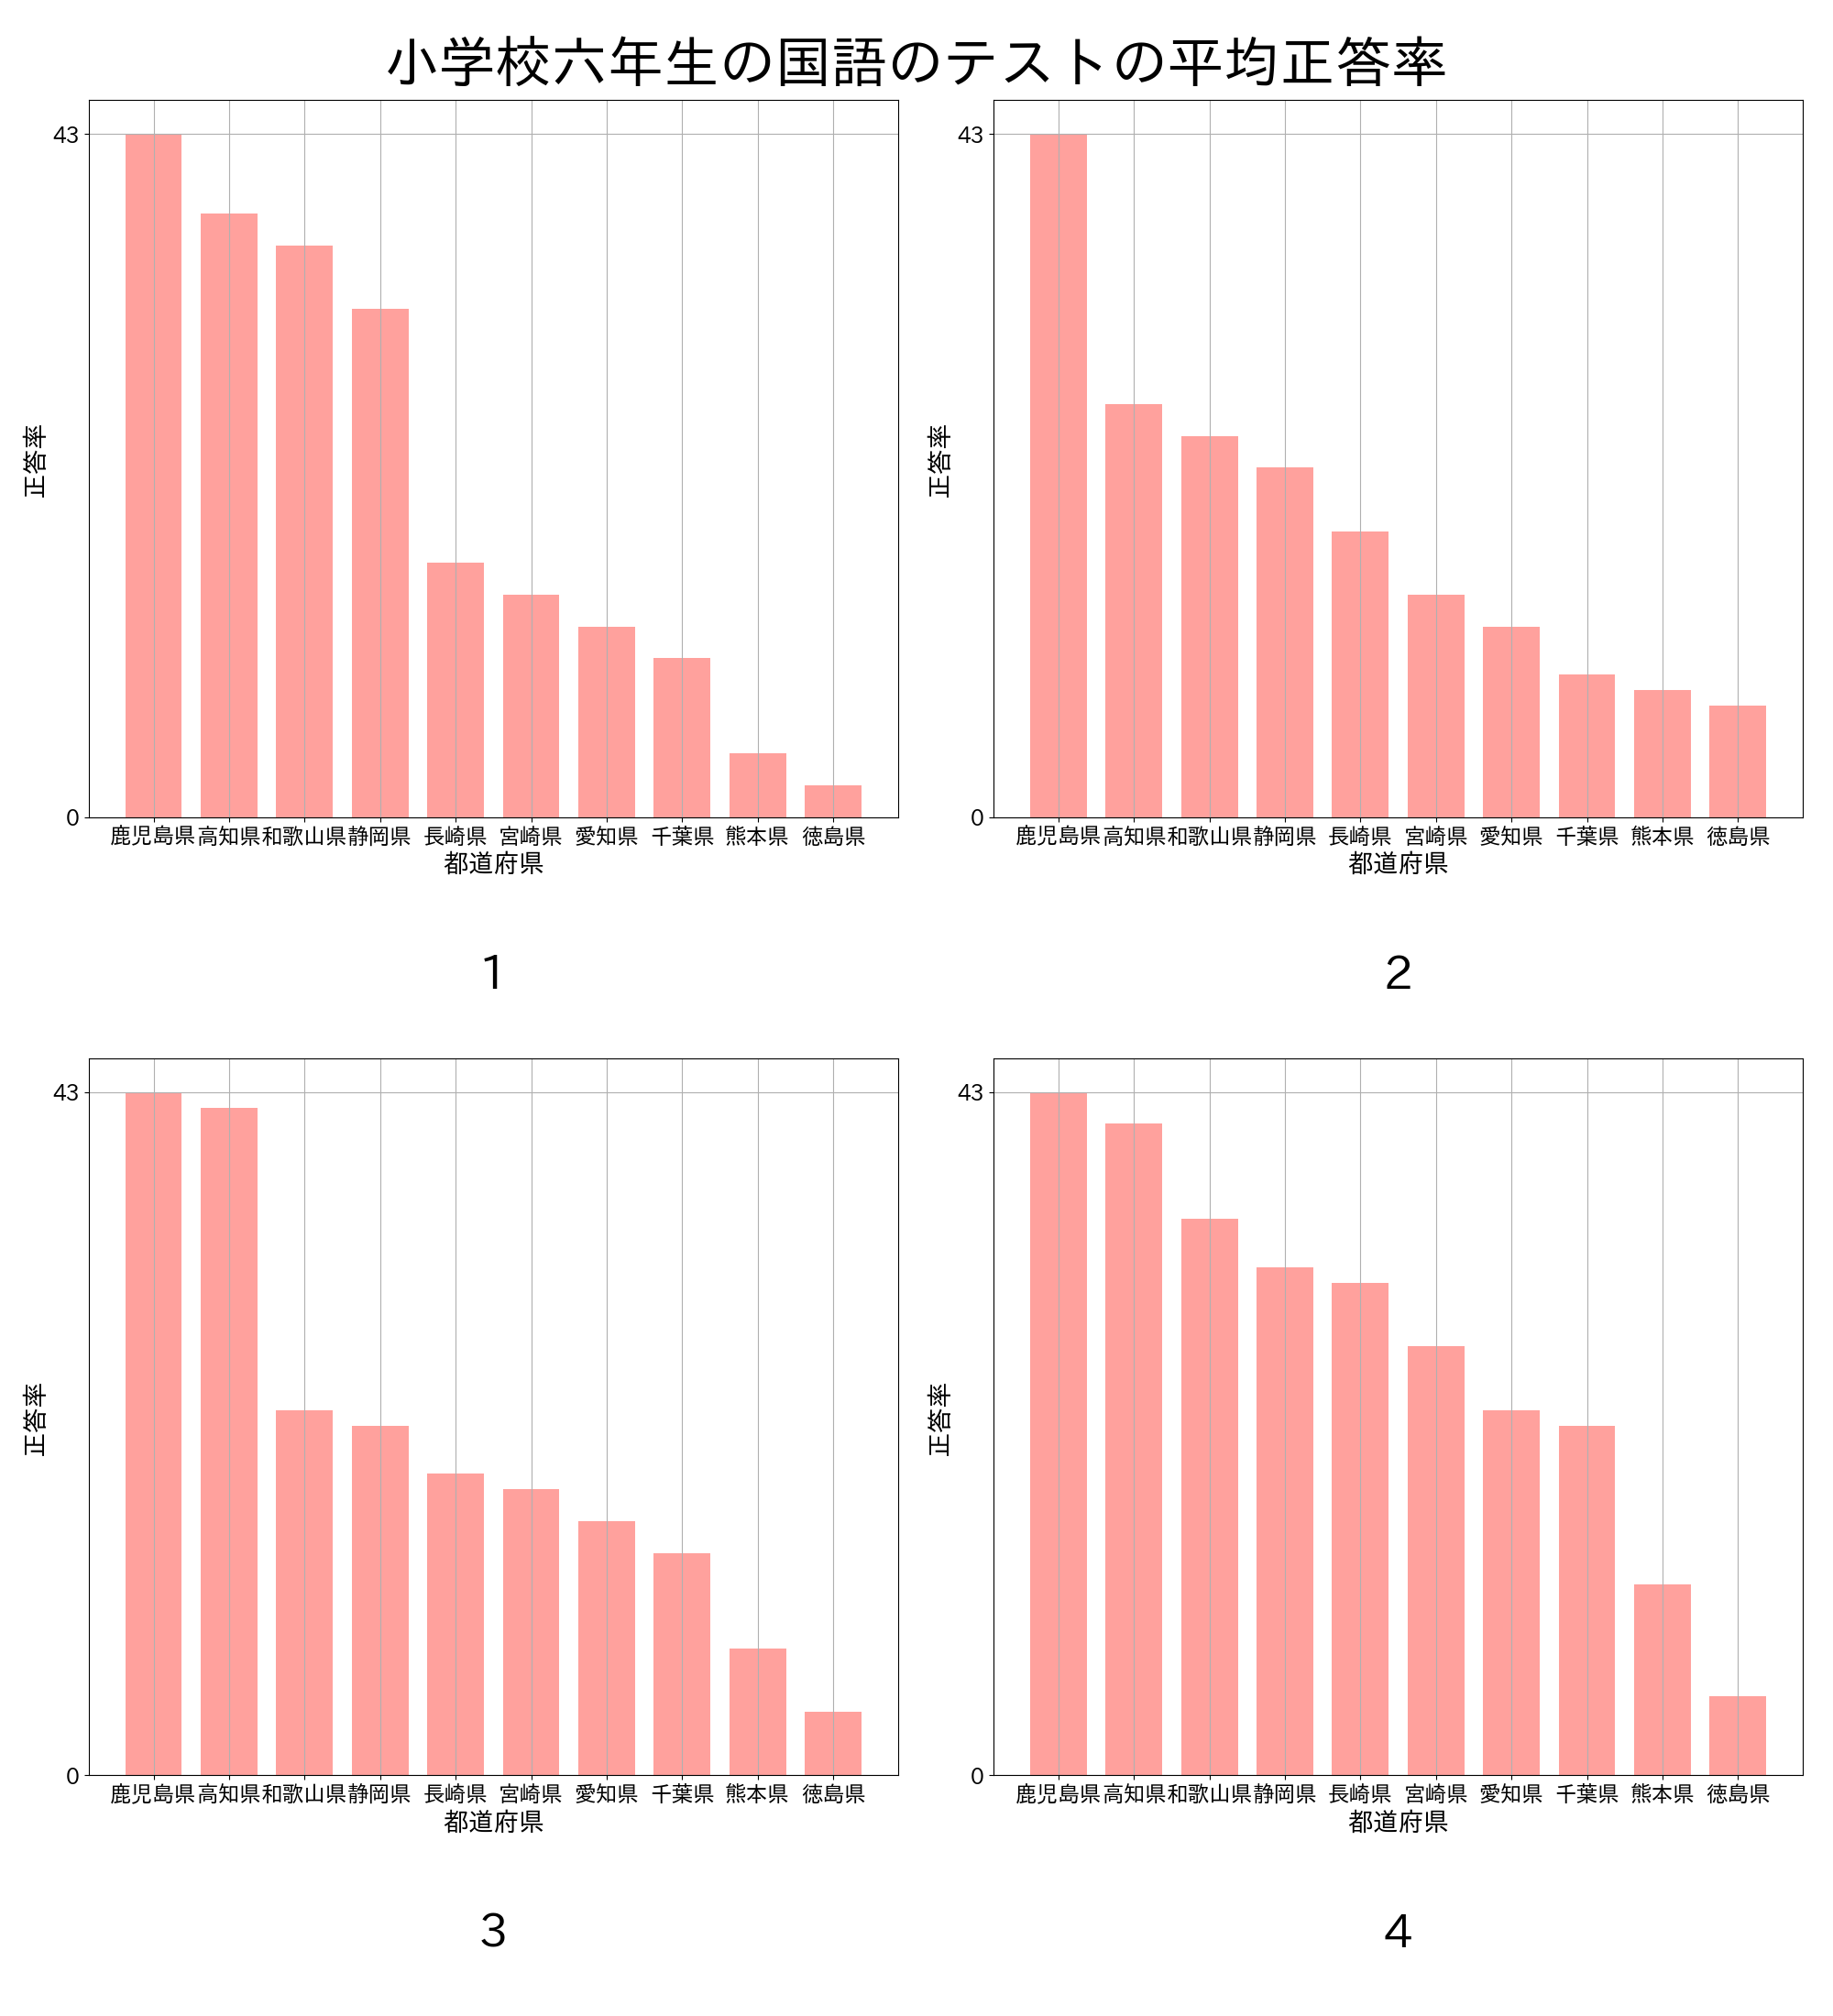 小学校六年生の国語のテストの平均正答率
43
正答率
0
鹿児島県 高知県 和歌山県 静岡県 長崎県 宮崎県 愛知県 千葉県 熊本県 徳島県
都道府県
1
43
正答率
0
鹿児島県 高知県 和歌山県 静岡県 長崎県 宮崎県 愛知県 千葉県 熊本県 徳島県
都道府県
2
43
正答率
0
鹿児島県 高知県 和歌山県 静岡県 長崎県 宮崎県 愛知県 千葉県 熊本県 徳島県
都道府県
3
43
正答率
0
鹿児島県 高知県 和歌山県 静岡県 長崎県 宮崎県 愛知県 千葉県 熊本県 徳島県
都道府県
4